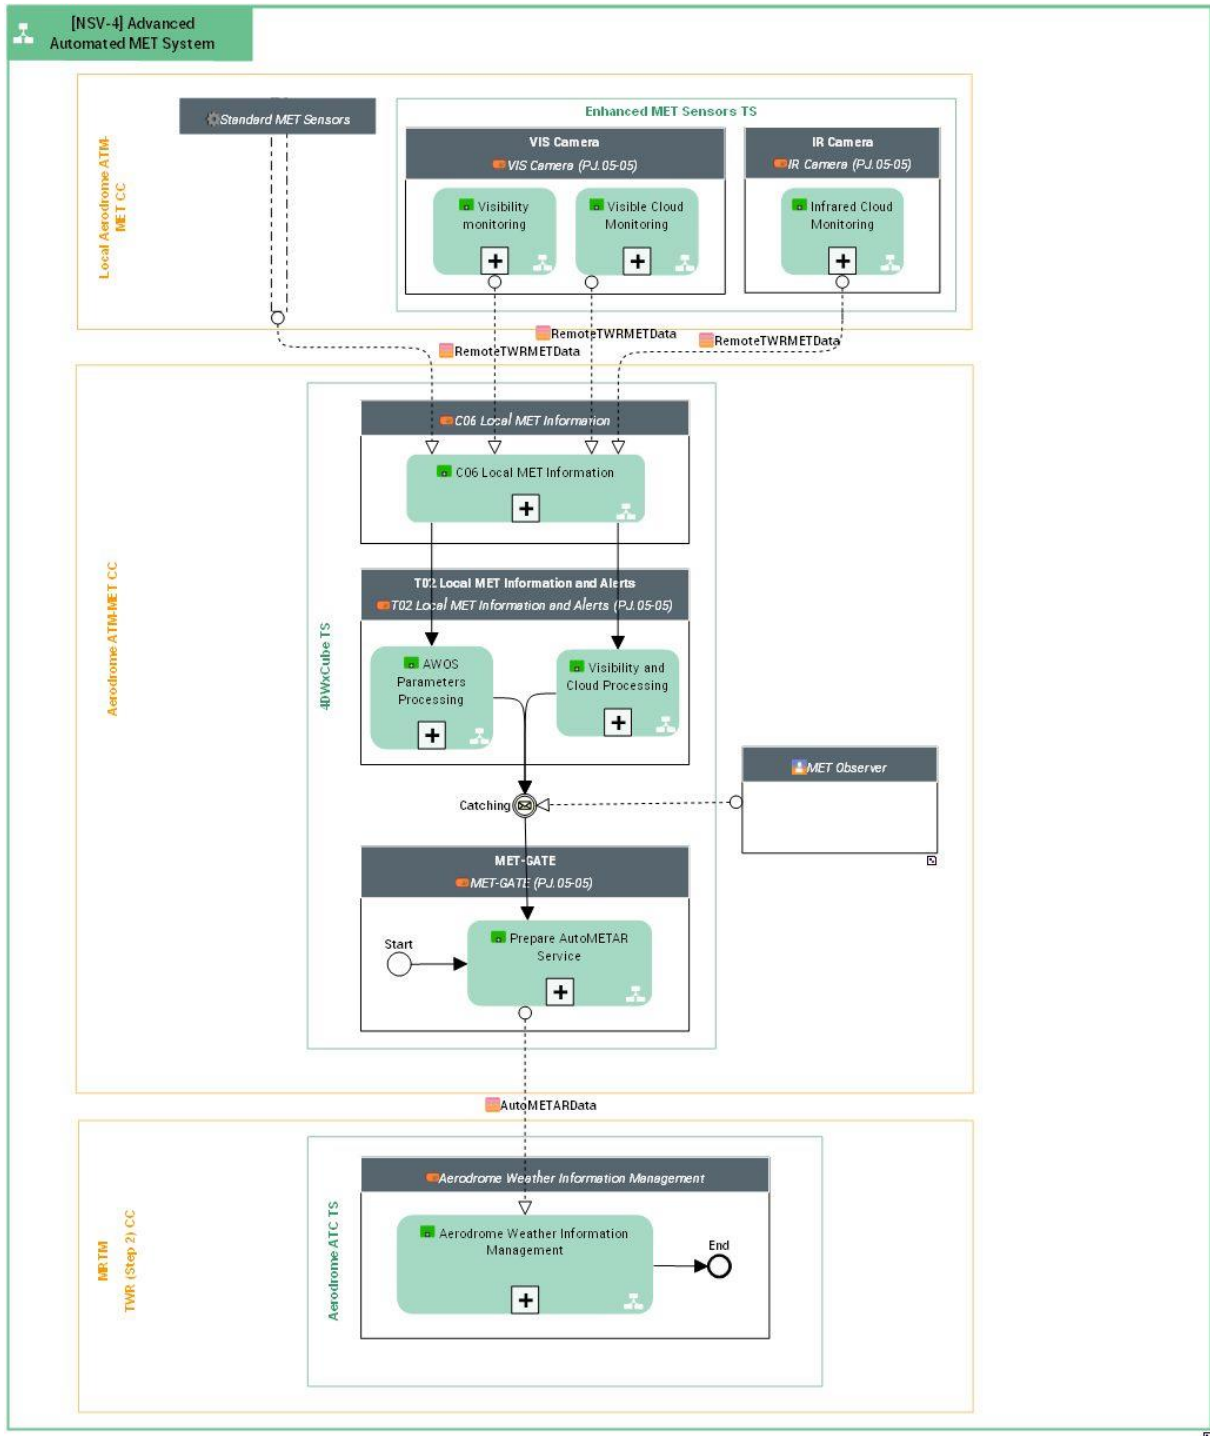 [NSV-4] Advanced
Automated MET System
Local Aerodrome ATM-
MET CC
Standard MET Sensors
Enhanced MET Sensors TS
VIS Camera
VIS Camera (PJ.05-05)
IR Camera
IR Camera (PJ.05-05)
Visibility
monitoring
Visible Cloud
Monitoring
Infrared Cloud
Monitoring
RemoteTWRMETData
RemoteTWRMETData
RemoteTWRMETData
Aerodrome ATM-MET CC
4DWxCube TS
C06 Local MET Information
C06 Local MET Information
T02 Local MET Information and Alerts
T02 Local MET Information and Alerts (PJ.05-05)
AWOS
Parameters
Processing
Visibility and
Cloud Processing
MET Observer
Catching
MET-GATE
MET-GATE (PJ.05-05)
Start
Prepare AutoMETAR
Service
AutoMETARData
MRTM
TWR (Step 2) CC
Aerodrome ATC TS
Aerodrome Weather Information Management
Aerodrome Weather Information
Management
End